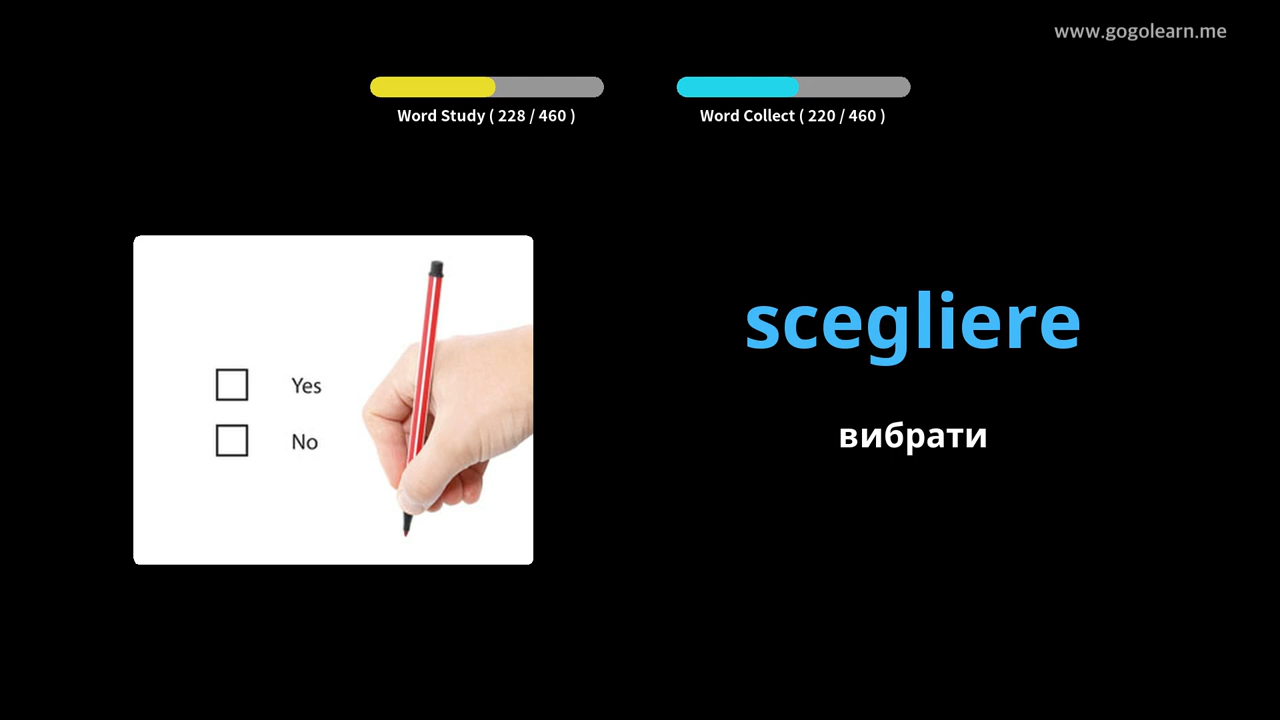 www.gogolearn.me
Word Study ( 228 / 460 )
Word Collect ( 220 / 460 )
Yes
No
scegliere
вибрати